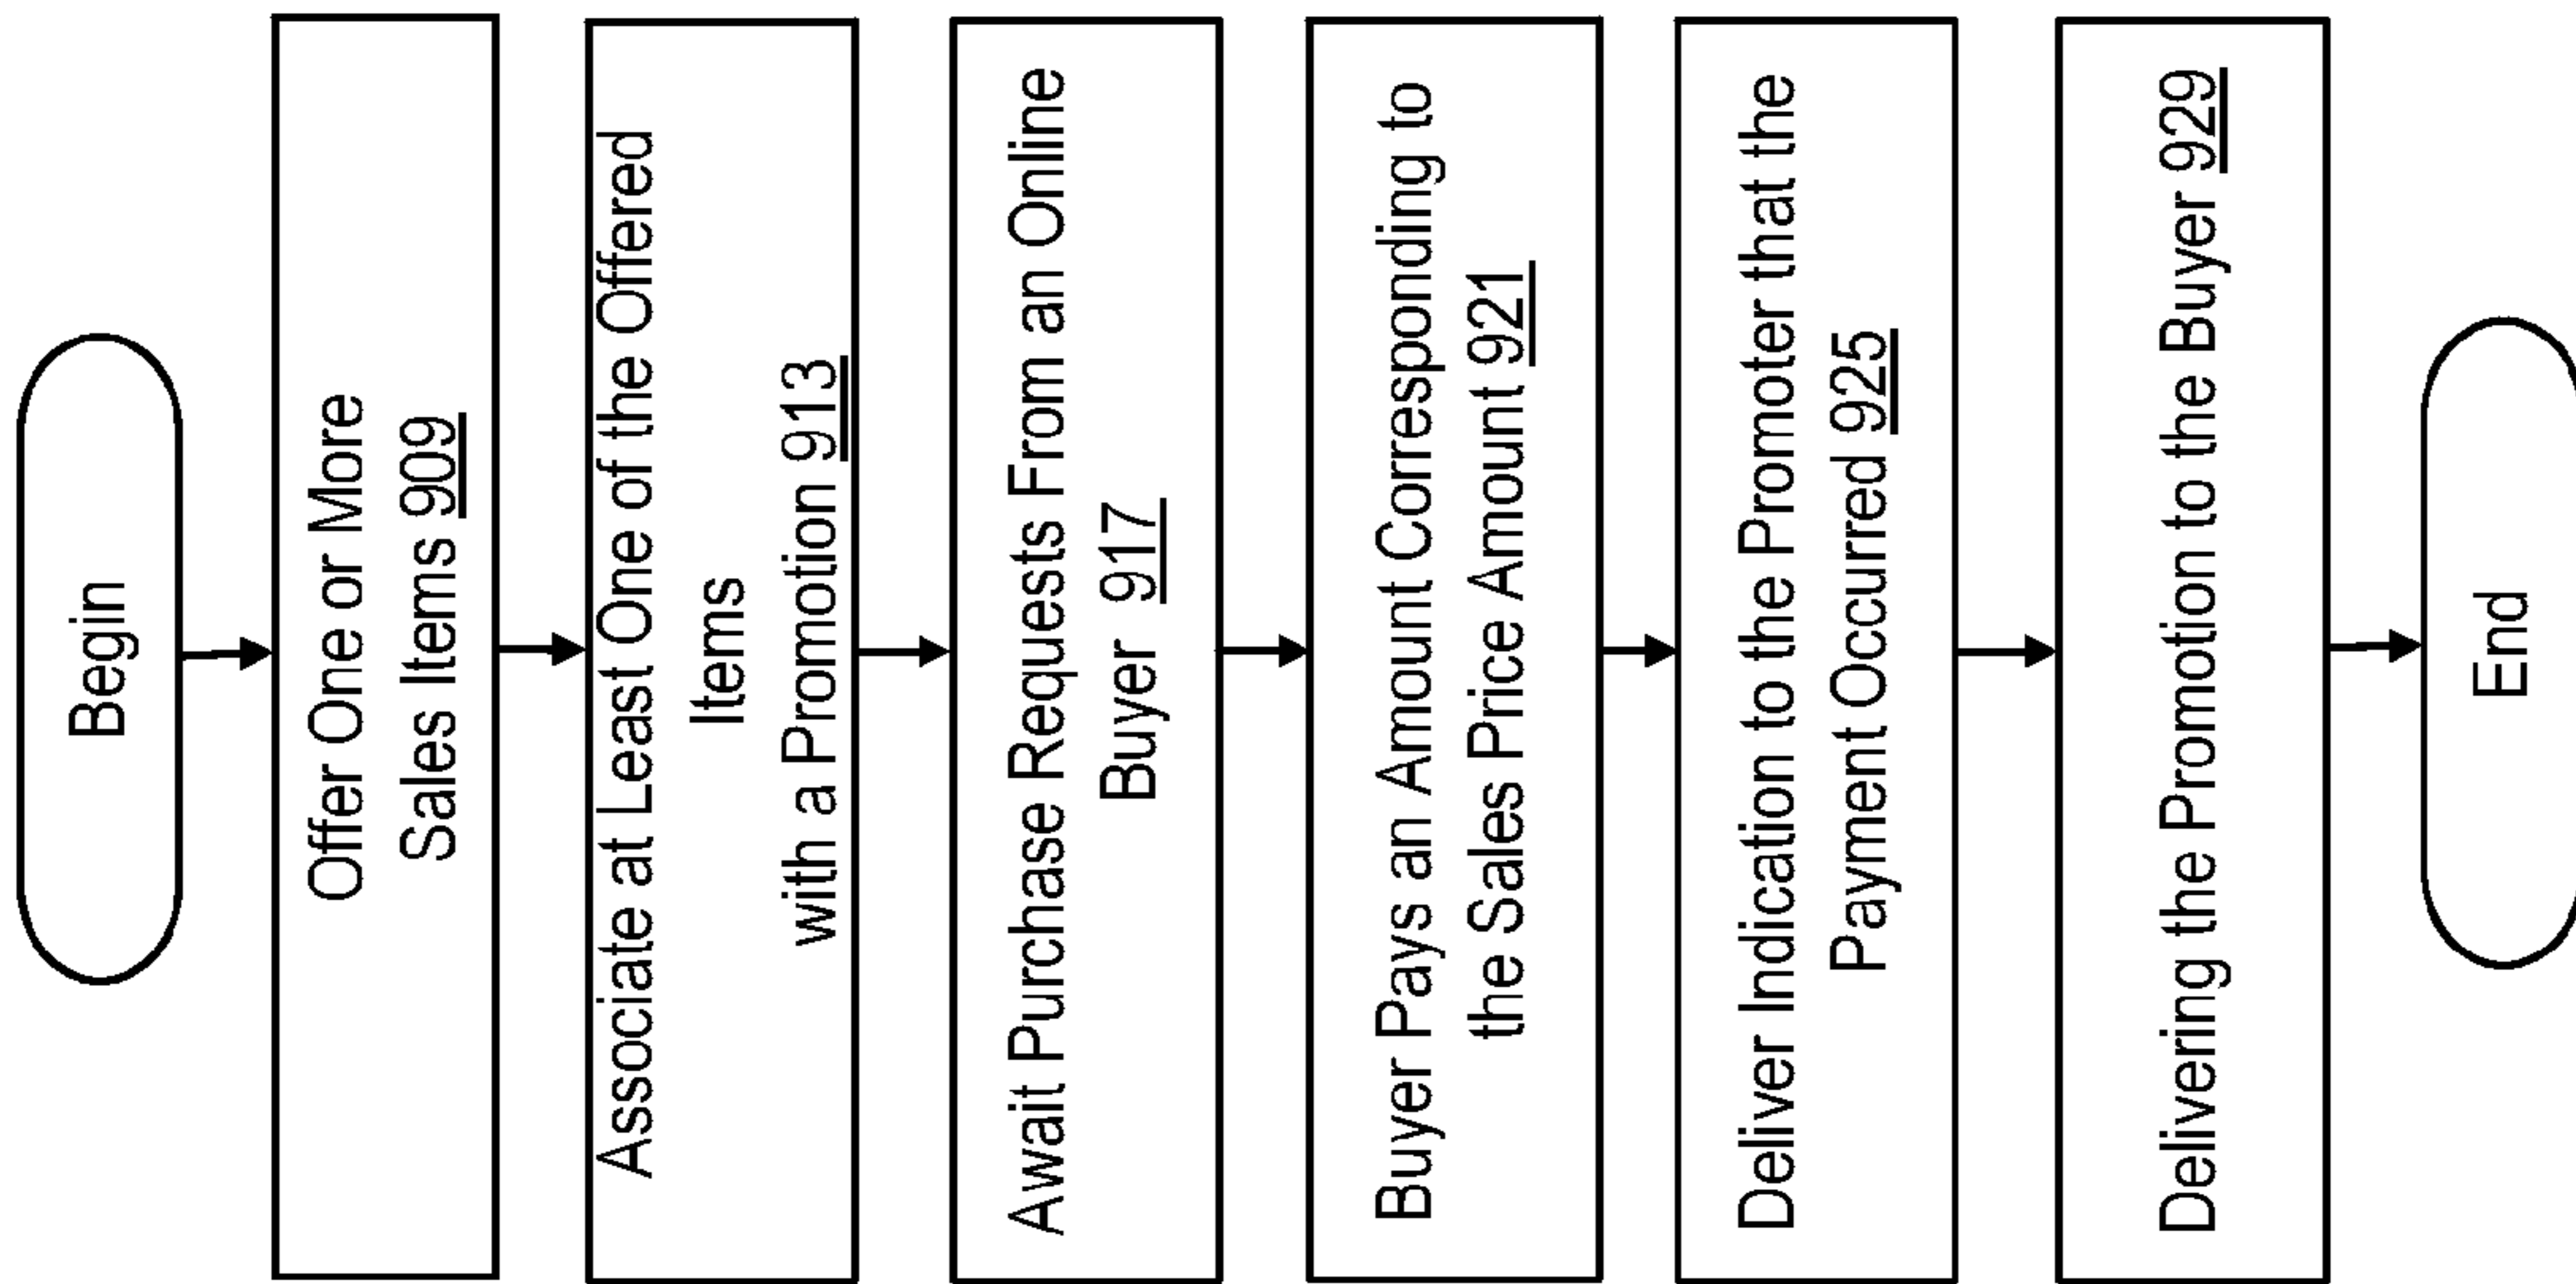 Begin
Offer One or More
Sales Items 909
Associate at Least One of the Offered
Items
with a Promotion 913
Await Purchase Requests From an Online
Buyer 917
Buyer Pays an Amount Corresponding to
the Sales Price Amount 921
Deliver Indication to the Promoter that the
Payment Occurred 925
Delivering the Promotion to the Buyer 929
End